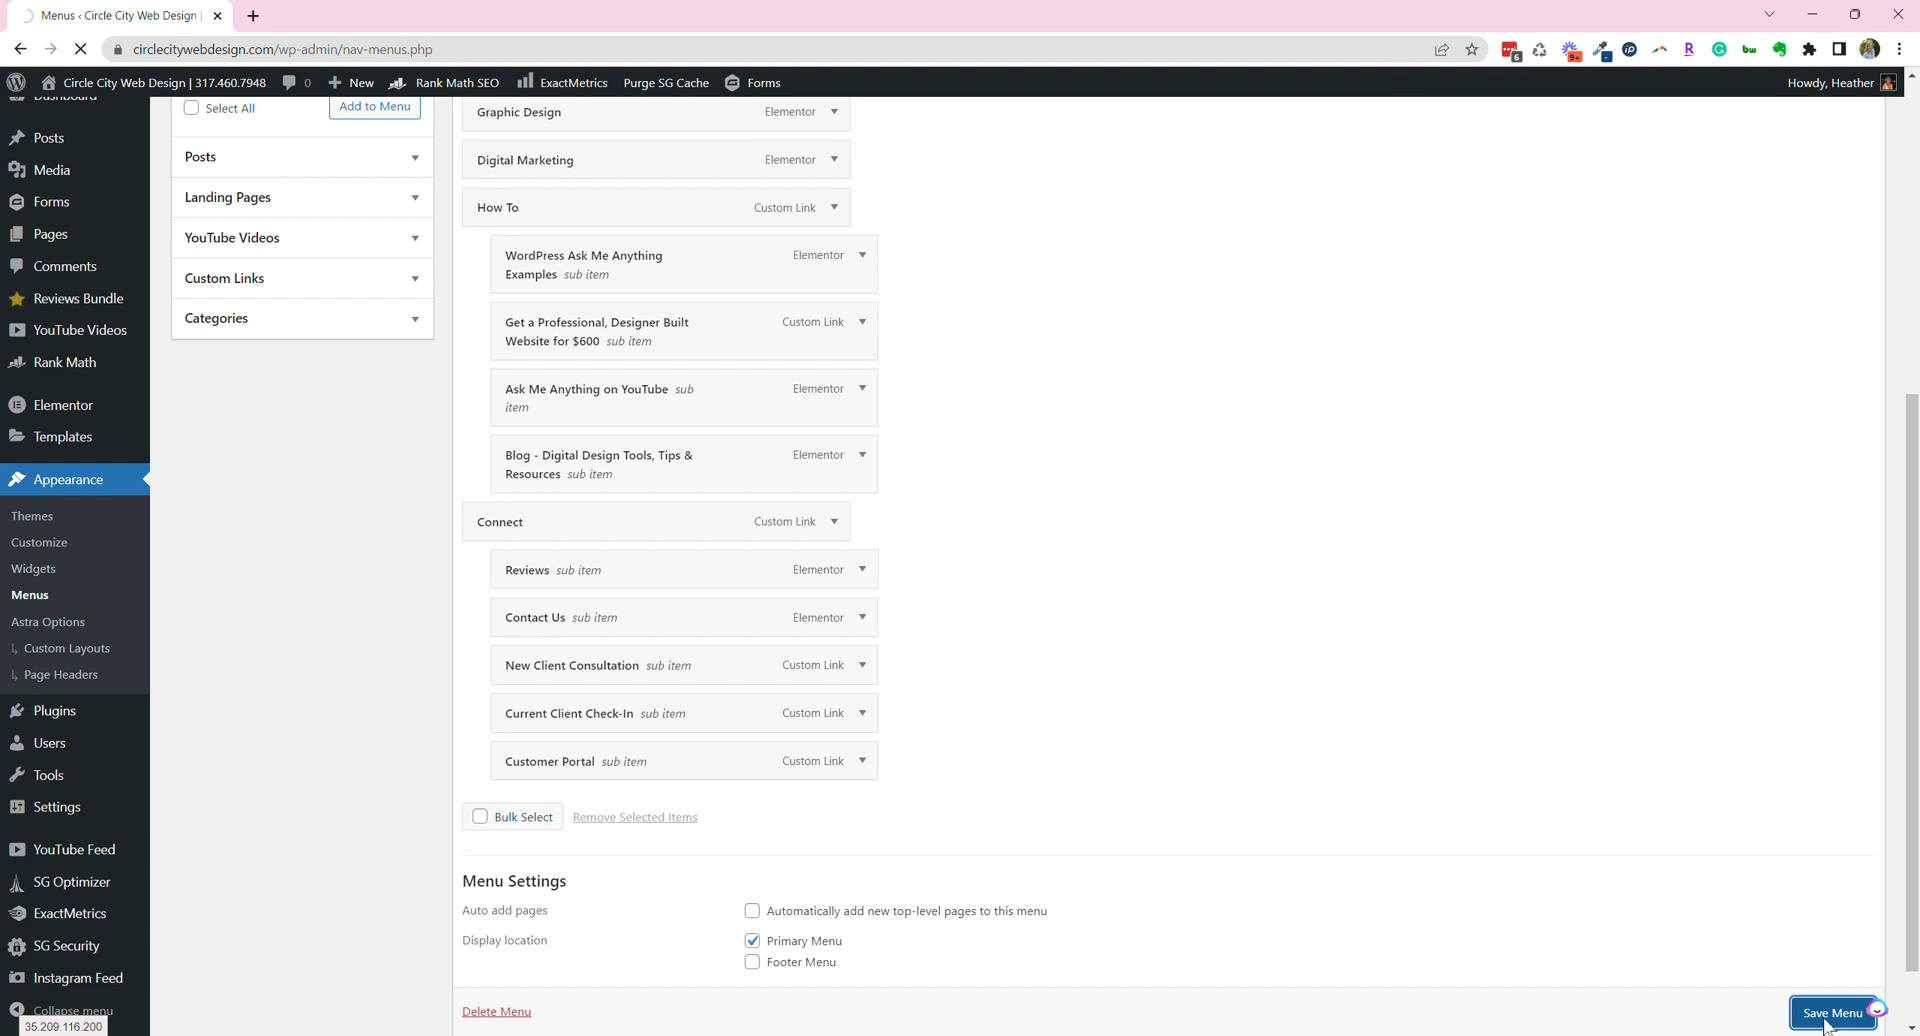 Menus ‹ Circle City Web Design |
circlecitywebdesign.com/wp-admin/nav-menus.php
6
9+
Circle City Web Design | 317.460.7948
0
New
Rank Math SEO
ExactMetrics
Purge SG Cache
Forms
Howdy, Heather
Dashboard
Posts
Media
Forms
Pages
Comments
Reviews Bundle
YouTube Videos
Rank Math
Elementor
Templates
Appearance
Themes
Customize
Widgets
Menus
Astra Options
Custom Layouts
Page Headers
Plugins
Users
Tools
Settings
YouTube Feed
SG Optimizer
ExactMetrics
SG Security
Instagram Feed
Collapse menu
35.209.116.200
Select All
Add to Menu
Posts
Landing Pages
YouTube Videos
Custom Links
Categories
Graphic Design Elementor
Digital Marketing Elementor
How To Custom Link
WordPress Ask Me Anything Elementor
Examples sub item
Get a Professional, Designer Built Custom Link
Website for $600 sub item
Ask Me Anything on YouTube sub Elementor
item
Blog - Digital Design Tools, Tips & Elementor
Resources sub item
Connect Custom Link
Reviews sub item Elementor
Contact Us sub item Elementor
New Client Consultation sub item Custom Link
Current Client Check-In sub item Custom Link
Customer Portal sub item Custom Link
Bulk Select Remove Selected Items
Menu Settings
Auto add pages Automatically add new top-level pages to this menu
Display location Primary Menu
Footer Menu
Delete Menu
Save Menu